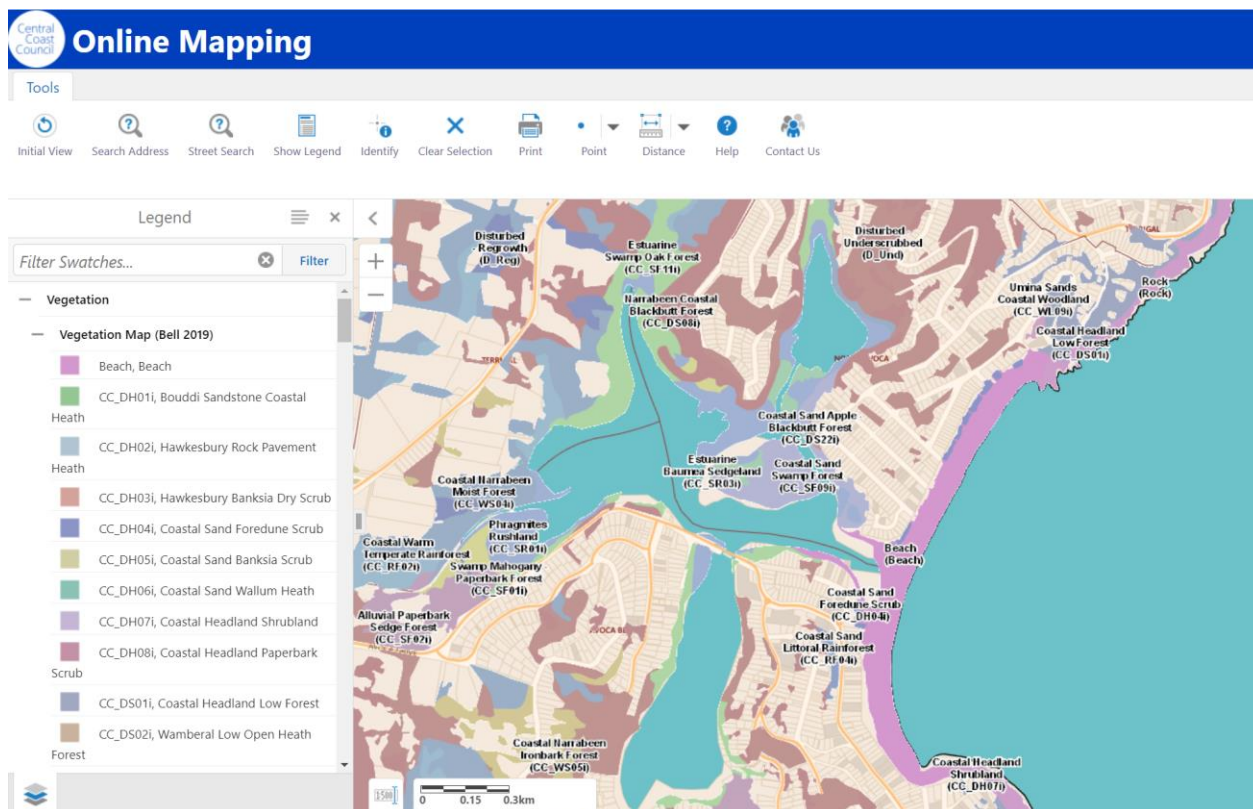 Central
Coast
Council
Online Mapping
Tools
Initial View
Search Address
Street Search
Show Legend
Identify
Clear Selection
Print
Point
Distance
Help
Contact Us
Legend
Filter Swatches...
Filter
Vegetation
Vegetation Map (Bell 2019)
Beach, Beach
CC_DH01i, Bouddi Sandstone Coastal
Heath
CC_DH02i, Hawkesbury Rock Pavement
Heath
CC_DH03i, Hawkesbury Banksia Dry Scrub
CC_DH04i, Coastal Sand Foredune Scrub
CC_DH05i, Coastal Sand Banksia Scrub
CC_DH06i, Coastal Sand Wallum Heath
CC_DH07i, Coastal Headland Shrubland
CC_DH08i, Coastal Headland Paperbark
Scrub
CC_DS01i, Coastal Headland Low Forest
CC_DS02i, Wamberal Low Open Heath
Forest
Disturbed
Regrowth
(D_Reg)
Estuarine
Swamp Oak Forest
(CC_SF11i)
Disturbed
Underscrubbed
(D_Und)
Narrabeen Coastal
Blackbutt Forest
(CC_DS08i)
Umina Sands
Coastal Woodland
(CC_WL09i)
Rock
(Rock)
Coastal Headland
Low Forest
(CC_DS01i)
Coastal Sand Apple
Blackbutt Forest
(CC_DS22i)
Estuarine
Baumea Sedgeland
(CC_SR03i)
Coastal Sand
Swamp Forest
(CC_SF09i)
Coastal Narrabeen
Moist Forest
(CC_WS04i)
Phragmites
Rushland
(CC_SR01i)
Coastal Warm
Temperate Rainforest
(CC_RF02i)
Swamp Mahogany
Paperbark Forest
(CC_SF01i)
Beach
(Beach)
Coastal Sand
Foredune Scrub
(CC_DH04i)
Alluvial Paperbark
Sedge Forest
(CC_SF02i)
Coastal Sand
Littoral Rainforest
(CC_RF04i)
Coastal Narrabeen
Ironbark Forest
(CC_WS05i)
Coastal Headland
Shrubland
(CC_DH07i)
0
0.15
0.3km